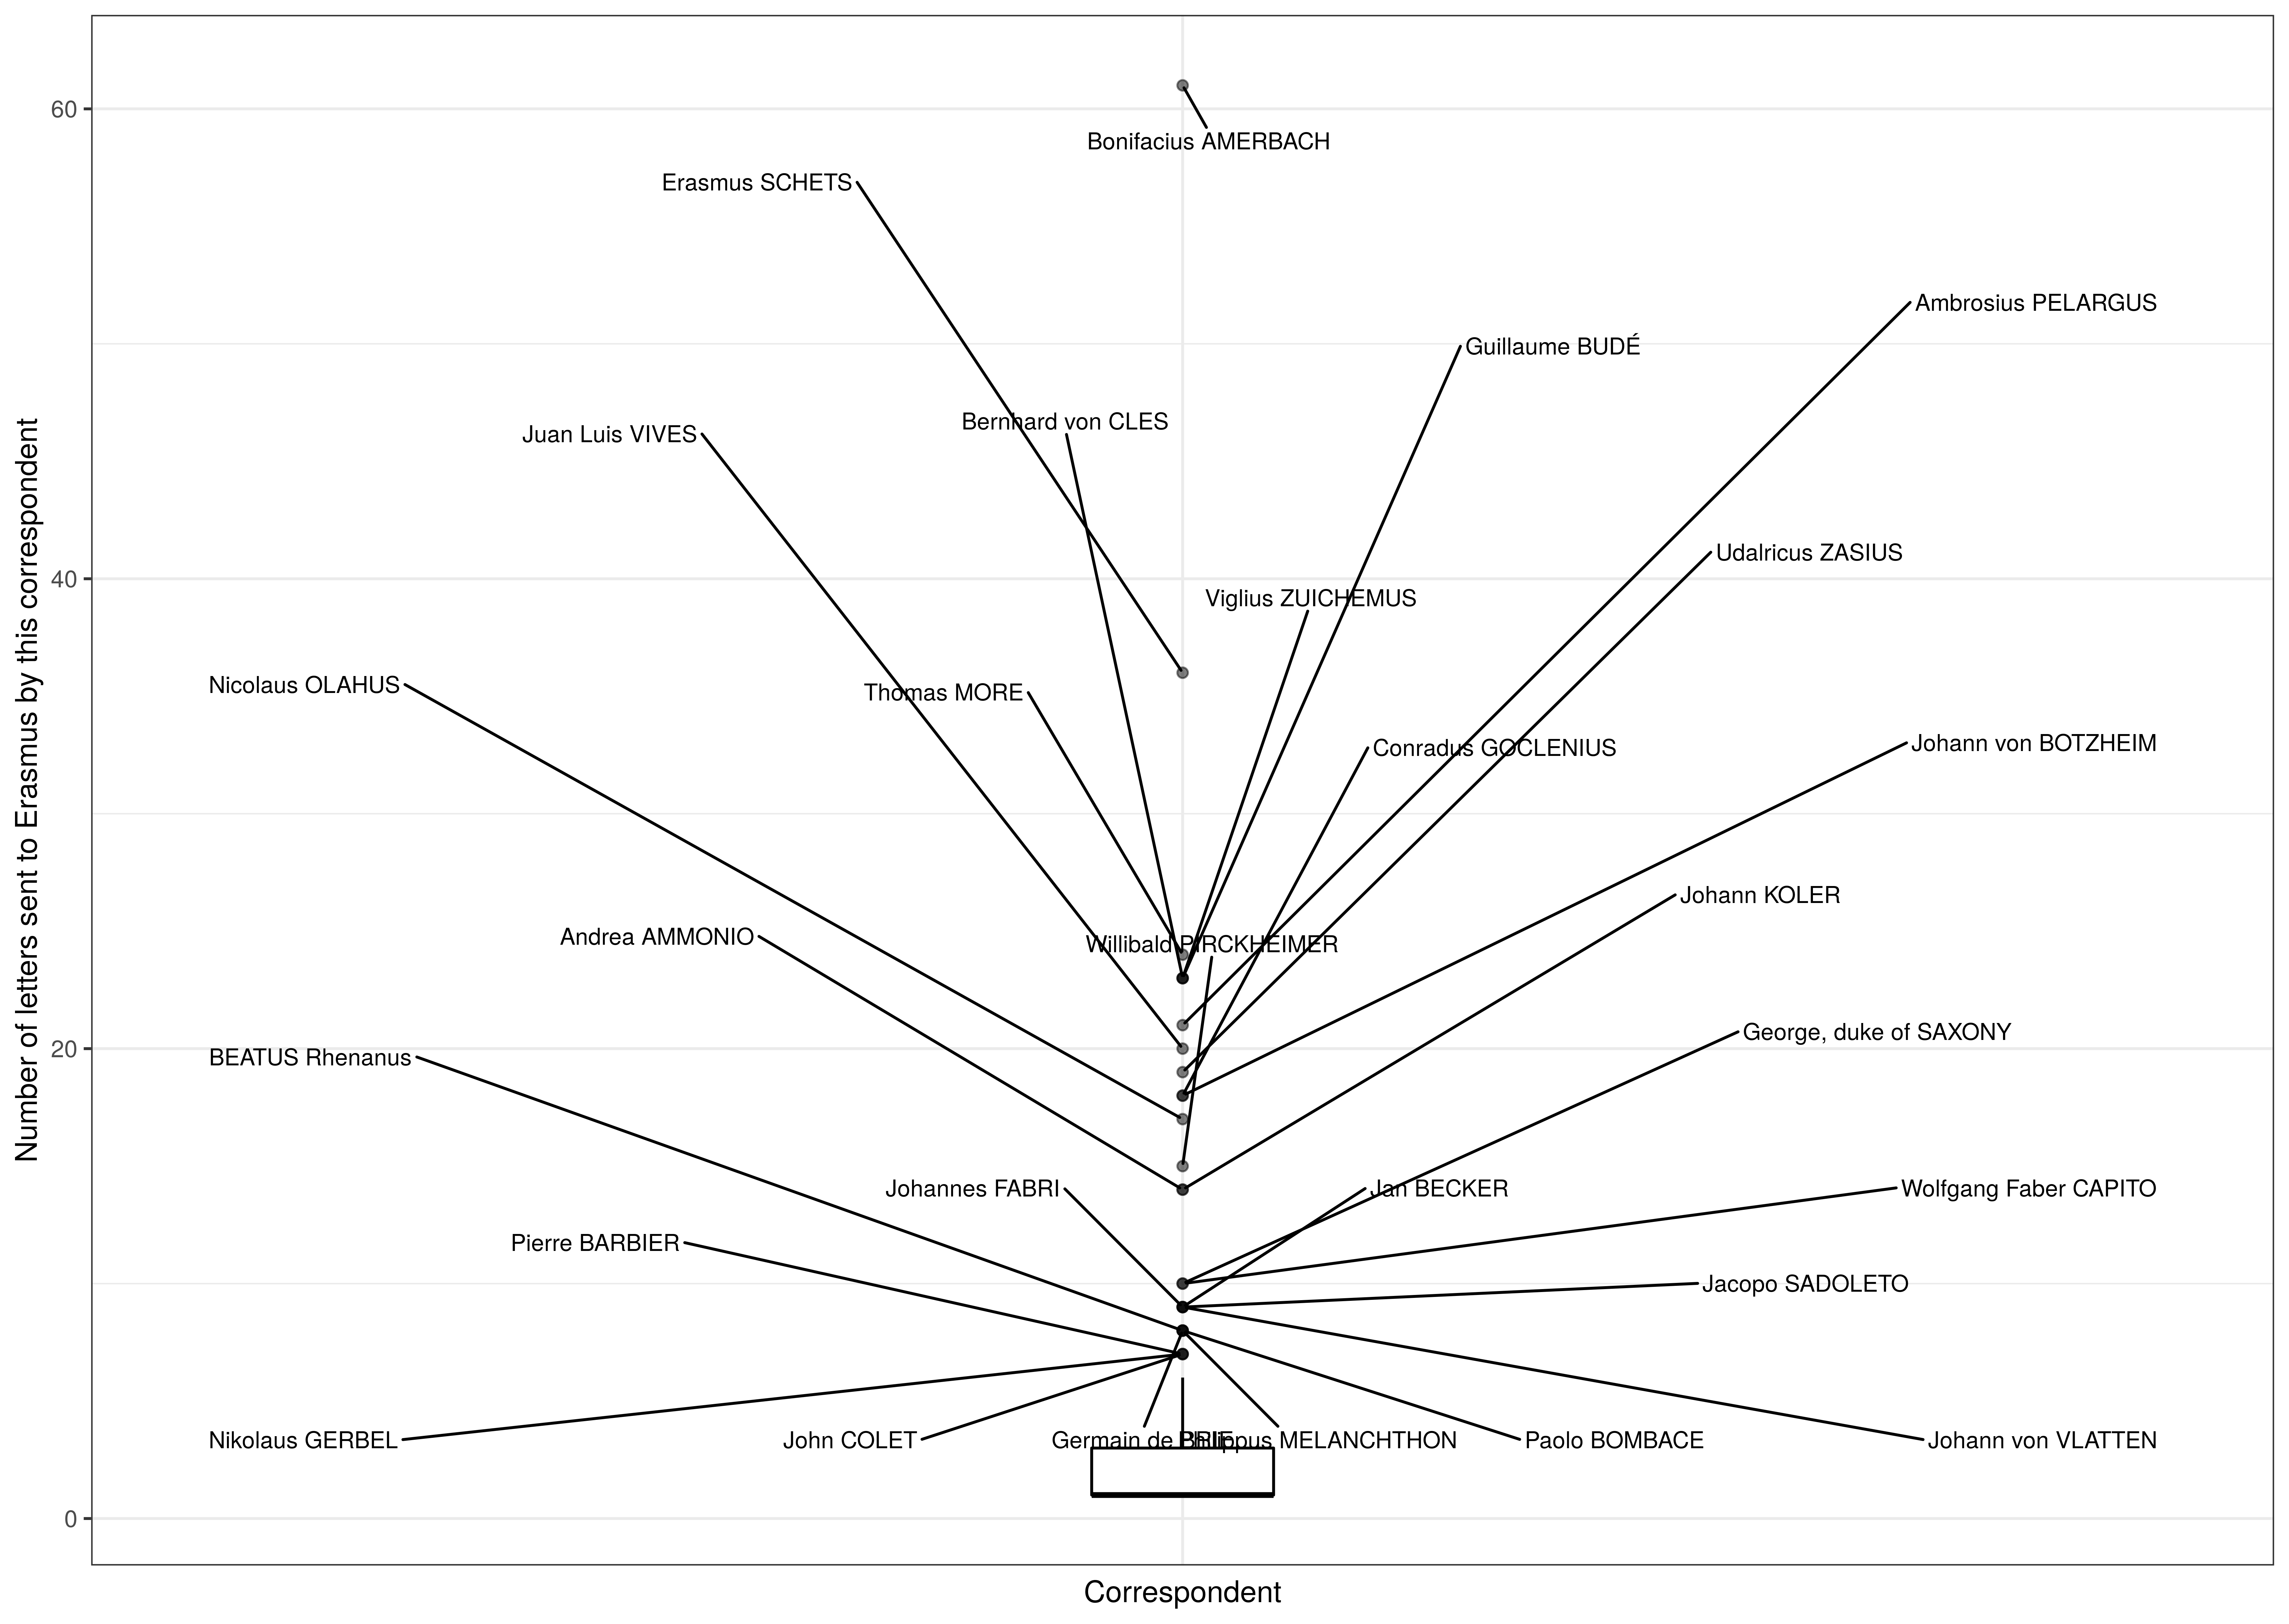 60
Bonifacius AMERBACH
Erasmus SCHETS
Ambrosius PELARGUS
Guillaume BUDÉ
Bernhard von CLES
Juan Luis VIVES
40
Udalricus ZASIUS
Viglius ZUICHEMUS
Nicolaus OLAHUS
Thomas MORE
Johann von BOTZHEIM
Conradus GOCLENIUS
Number of letters sent to Erasmus by this correspondent
Johann KOLER
Andrea AMMONIO
Willibald PIRCKHEIMER
George, duke of SAXONY
20
BEATUS Rhenanus
Johannes FABRI
Jan BECKER
Wolfgang Faber CAPITO
Pierre BARBIER
Jacopo SADOLETO
Nikolaus GERBEL
John COLET
Germain de BRIE
Philippus MELANCHTHON
Paolo BOMBACE
Johann von VLATTEN
0
Correspondent